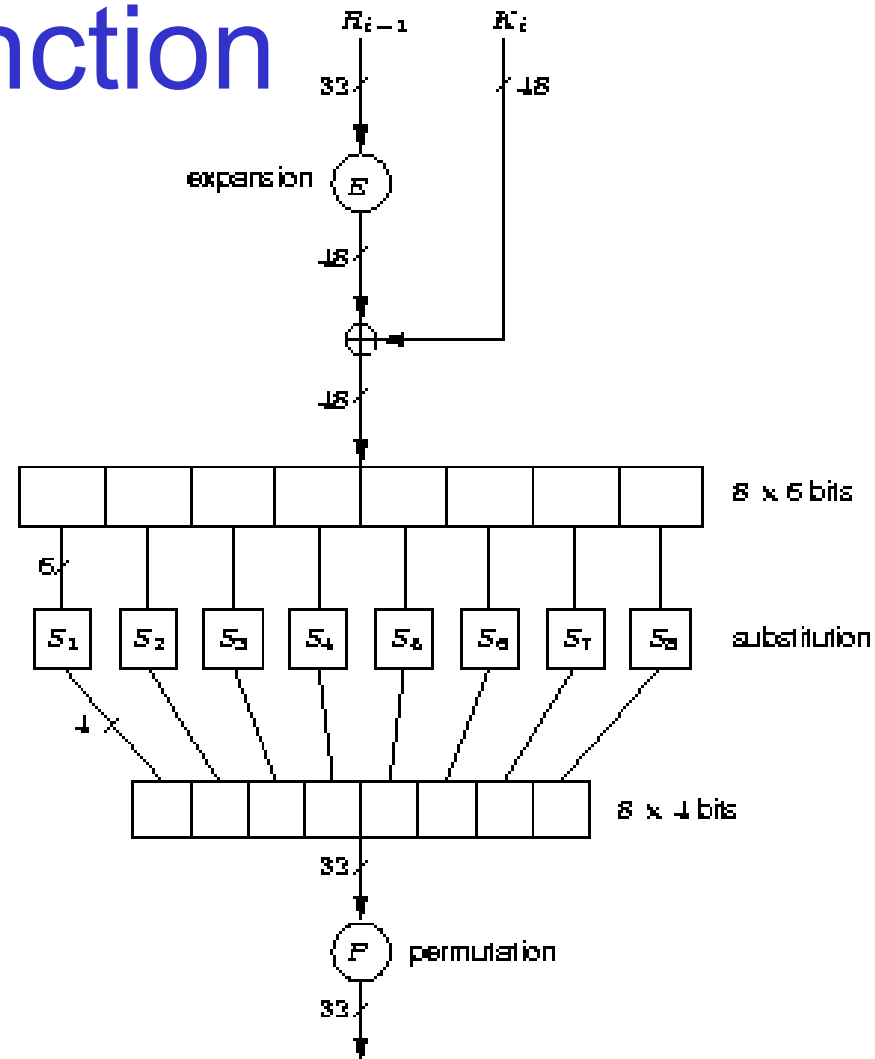 nction
R_{i-1} K_i
32 48
expansion E
48
48
8 x 6 bits
6
S_1 S_2 S_3 S_4 S_5 S_6 S_7 S_8 substitution
4
8 x 4 bits
32
P permutation
32